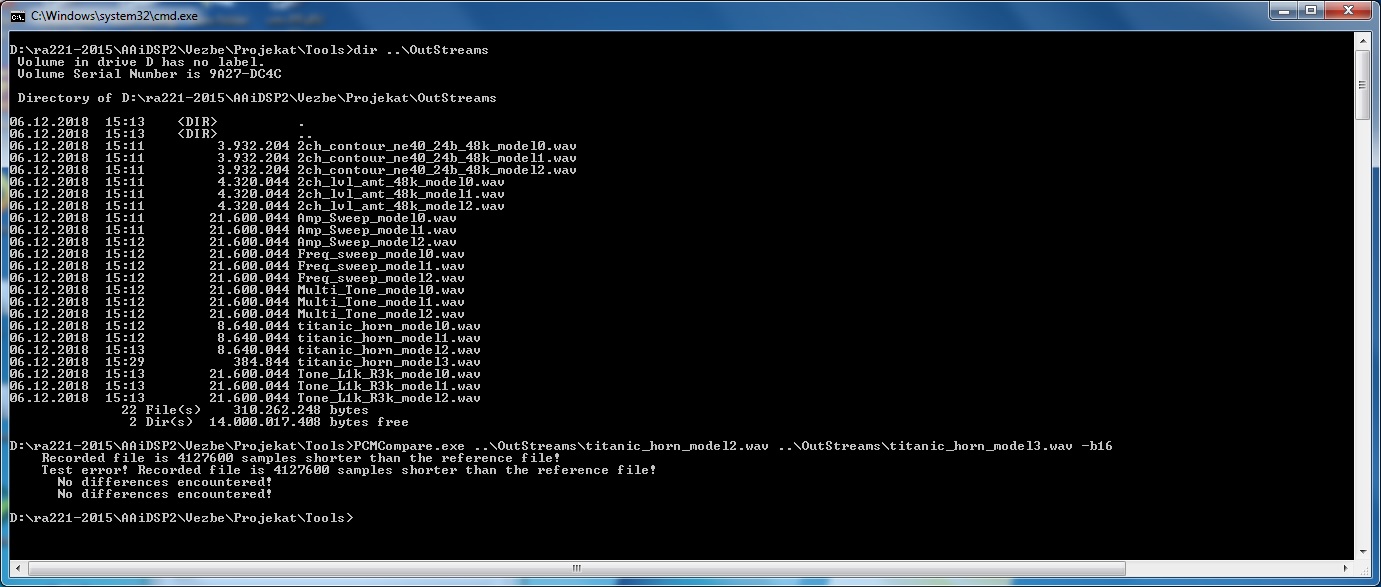 C:\Windows\system32\cmd.exe
D:\ra221-2015\AAiDSP2\Vezbe\Projekat\Tools>dir ..\OutStreams
Volume in drive D has no label.
Volume Serial Number is 9A27-DC4C
Directory of D:\ra221-2015\AAiDSP2\Vezbe\Projekat\OutStreams
06.12.2018  15:13    <DIR>          .
06.12.2018  15:13    <DIR>          ..
06.12.2018  15:11         3.932.204 2ch_contour_ne40_24b_48k_model0.wav
06.12.2018  15:11         3.932.204 2ch_contour_ne40_24b_48k_model1.wav
06.12.2018  15:11         3.932.204 2ch_contour_ne40_24b_48k_model2.wav
06.12.2018  15:11         4.320.044 2ch_lvl_amt_48k_model0.wav
06.12.2018  15:11         4.320.044 2ch_lvl_amt_48k_model1.wav
06.12.2018  15:11         4.320.044 2ch_lvl_amt_48k_model2.wav
06.12.2018  15:11        21.600.044 Amp_Sweep_model0.wav
06.12.2018  15:11        21.600.044 Amp_Sweep_model1.wav
06.12.2018  15:12        21.600.044 Amp_Sweep_model2.wav
06.12.2018  15:12        21.600.044 Freq_sweep_model0.wav
06.12.2018  15:12        21.600.044 Freq_sweep_model1.wav
06.12.2018  15:12        21.600.044 Freq_sweep_model2.wav
06.12.2018  15:12        21.600.044 Multi_Tone_model0.wav
06.12.2018  15:12        21.600.044 Multi_Tone_model1.wav
06.12.2018  15:12        21.600.044 Multi_Tone_model2.wav
06.12.2018  15:12         8.640.044 titanic_horn_model0.wav
06.12.2018  15:12         8.640.044 titanic_horn_model1.wav
06.12.2018  15:13         8.640.044 titanic_horn_model2.wav
06.12.2018  15:29           384.844 titanic_horn_model3.wav
06.12.2018  15:13        21.600.044 Tone_L1k_R3k_model0.wav
06.12.2018  15:13        21.600.044 Tone_L1k_R3k_model1.wav
06.12.2018  15:13        21.600.044 Tone_L1k_R3k_model2.wav
22 File(s)    310.262.248 bytes
2 Dir(s)  14.000.017.408 bytes free
D:\ra221-2015\AAiDSP2\Vezbe\Projekat\Tools>PCMCompare.exe ..\OutStreams\titanic_horn_model2.wav ..\OutStreams\titanic_horn_model3.wav -b16
Recorded file is 4127600 samples shorter than the reference file!
Test error! Recorded file is 4127600 samples shorter than the reference file!
No differences encountered!
No differences encountered!
D:\ra221-2015\AAiDSP2\Vezbe\Projekat\Tools>